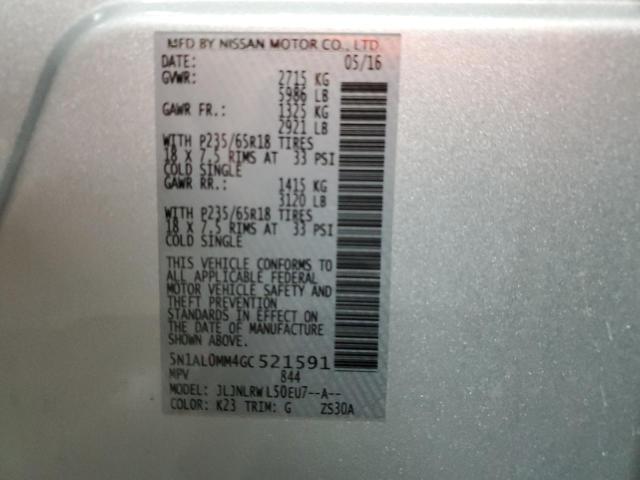 MFD BY NISSAN MOTOR CO., LTD.
DATE: 05/16
GVWR: 2715 KG
5986 LB
GAWR FR.: 1325 KG
2921 LB
WITH P235/65R18 TIRES
18 X 7.5 RIMS AT 33 PSI
COLD SINGLE
GAWR RR.: 1415 KG
3120 LB
WITH P235/65R18 TIRES
18 X 7.5 RIMS AT 33 PSI
COLD SINGLE
THIS VEHICLE CONFORMS TO
ALL APPLICABLE FEDERAL
MOTOR VEHICLE SAFETY AND
THEFT PREVENTION
STANDARDS IN EFFECT ON
THE DATE OF MANUFACTURE
SHOWN ABOVE.
5N1AL0MM4GC521591
MPV 844
MODEL: JLJNLRWL50EU7--A--
COLOR: K23 TRIM: G ZS30A